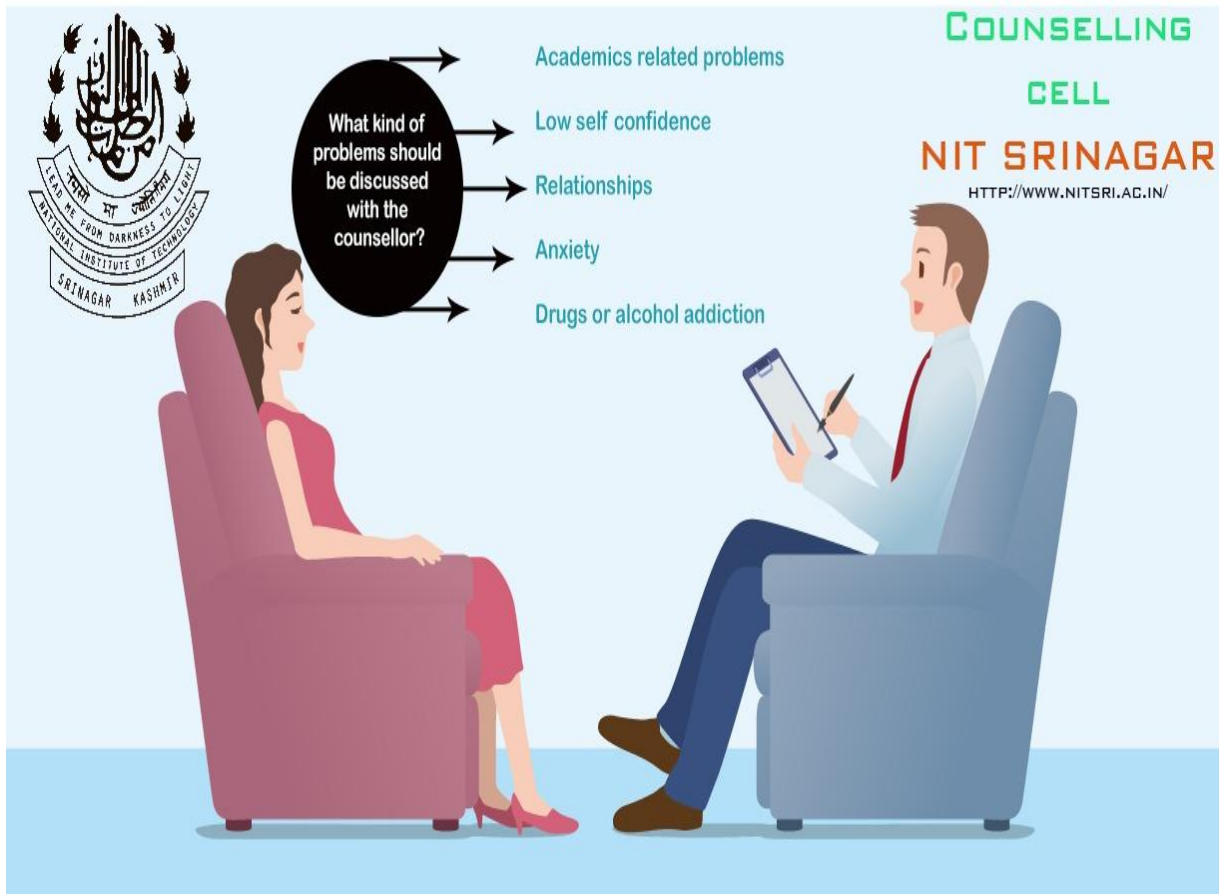 नमसो मा ज्योतिर्गमय
LEAD ME FROM DARKNESS TO LIGHT
NATIONAL INSTITUTE OF TECHNOLOGY
SRINAGAR KASHMIR
What kind of
problems should
be discussed
with the
counsellor?
Academics related problems
Low self confidence
Relationships
Anxiety
Drugs or alcohol addiction
COUNSELLING
CELL
NIT SRINAGAR
HTTP://WWW.NITSRI.AC.IN/